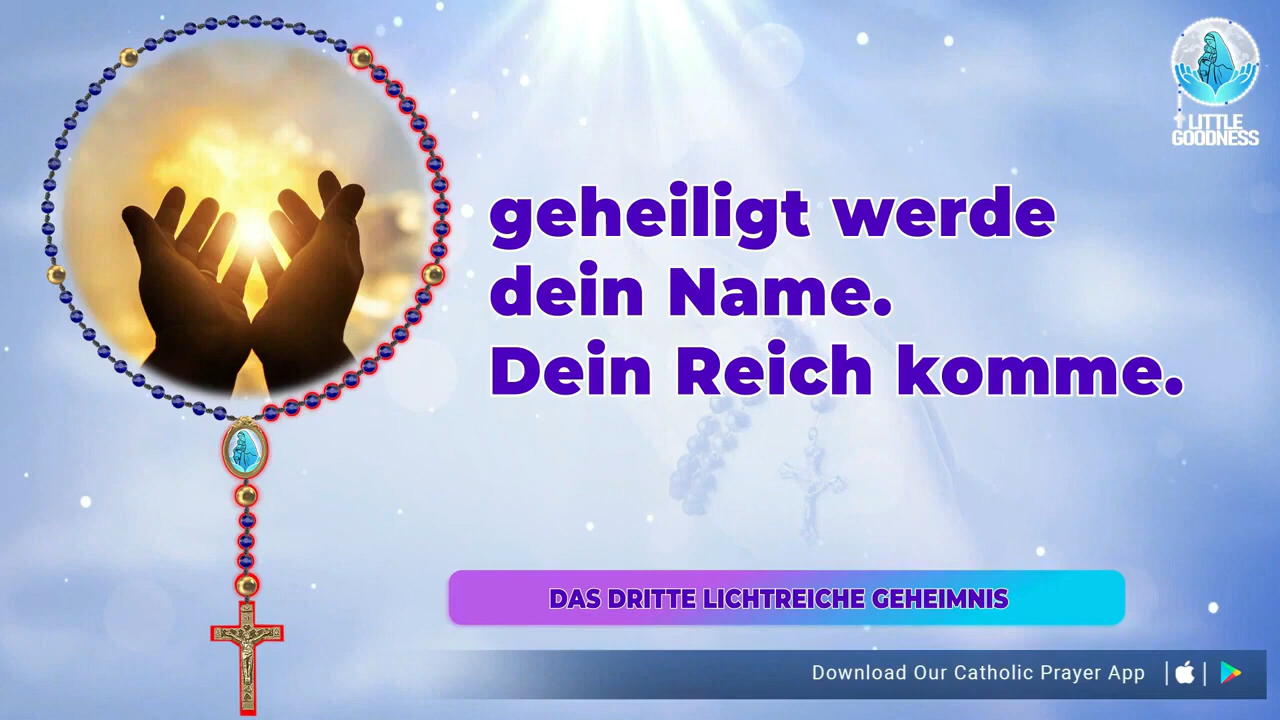 LITTLE
GOODNESS
geheiligt werde
dein Name.
Dein Reich komme.
DAS DRITTE LICHTREICHE GEHEIMNIS
Download Our Catholic Prayer App